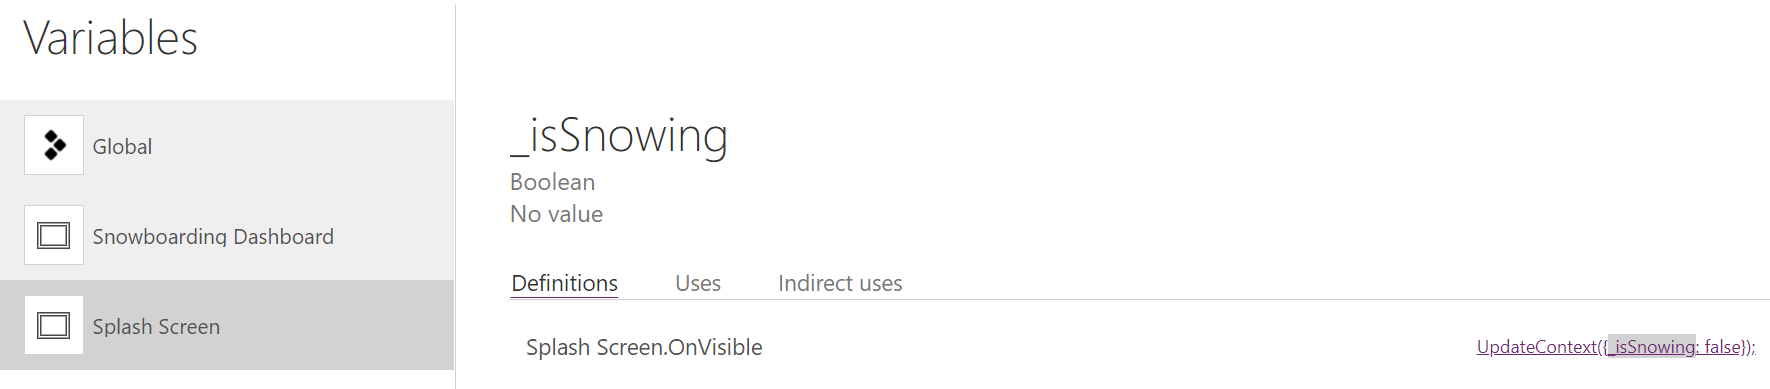 Variables
Global
Snowboarding Dashboard
Splash Screen
_isSnowing
Boolean
No value
Definitions Uses Indirect uses
Splash Screen.OnVisible UpdateContext({_isSnowing: false});